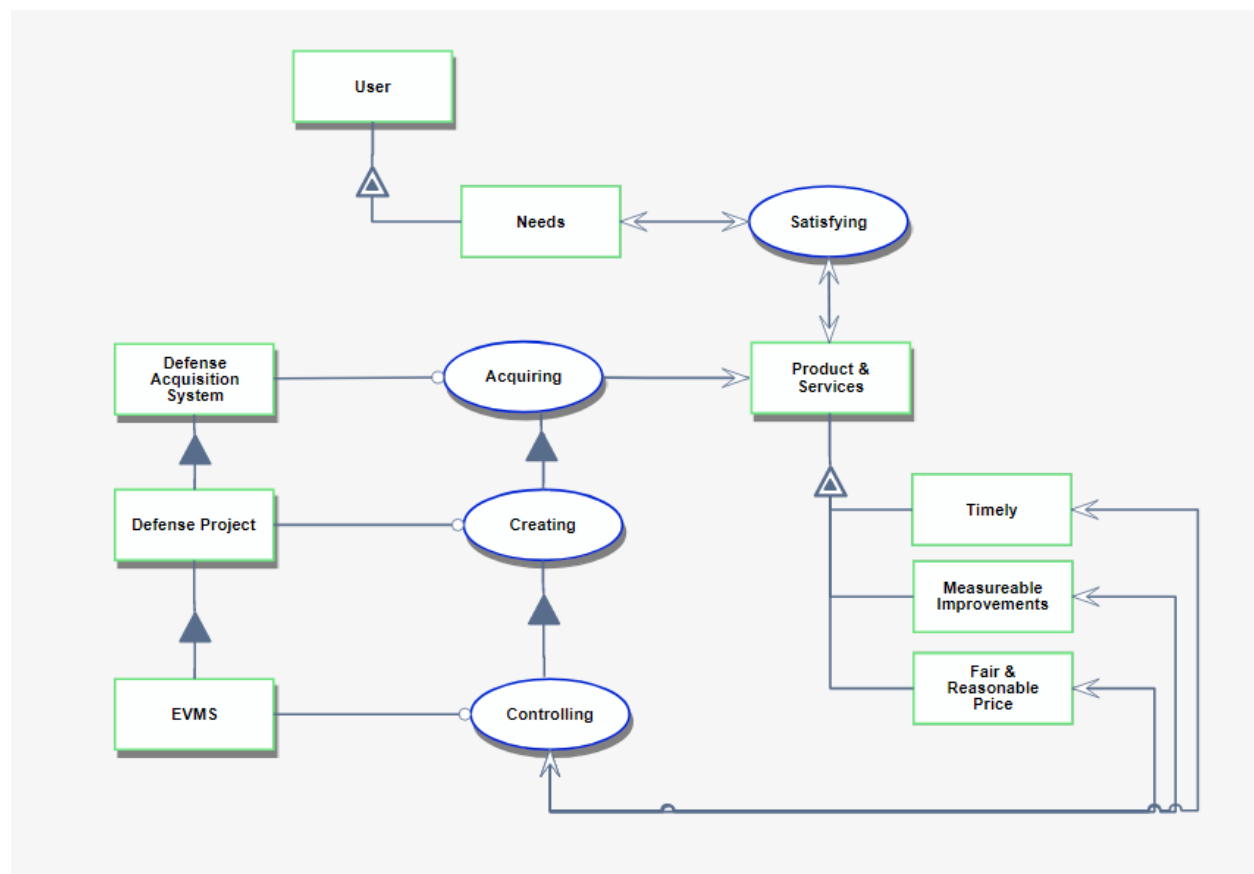 User
Needs
Satisfying
Defense
Acquisition
System
Acquiring
Product &
Services
Defense Project
Creating
Timely
Measureable
Improvements
Fair &
Reasonable
Price
EVMS
Controlling